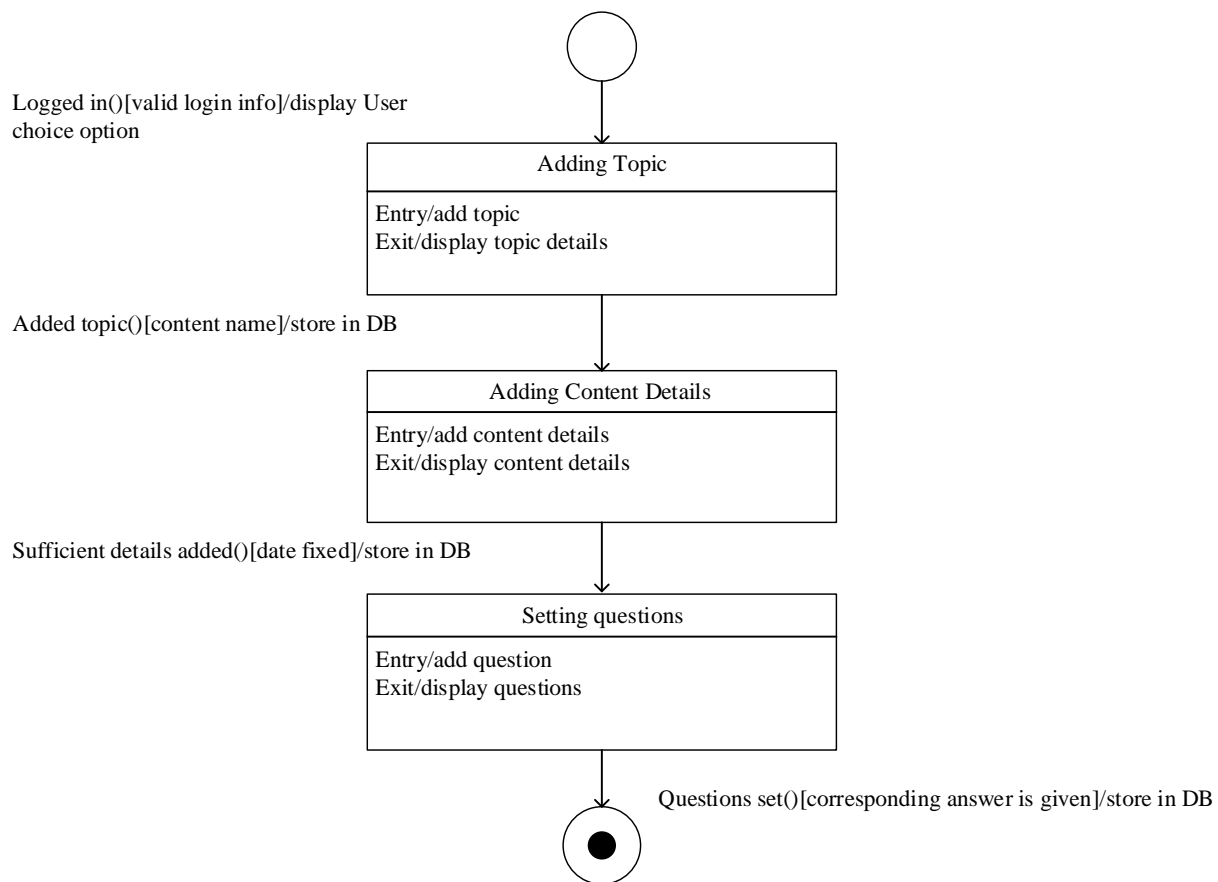 Logged in()[valid login info]/display User
choice option
Adding Topic
Entry/add topic
Exit/display topic details
Added topic()[content name]/store in DB
Adding Content Details
Entry/add content details
Exit/display content details
Sufficient details added()[date fixed]/store in DB
Setting questions
Entry/add question
Exit/display questions
Questions set()[corresponding answer is given]/store in DB